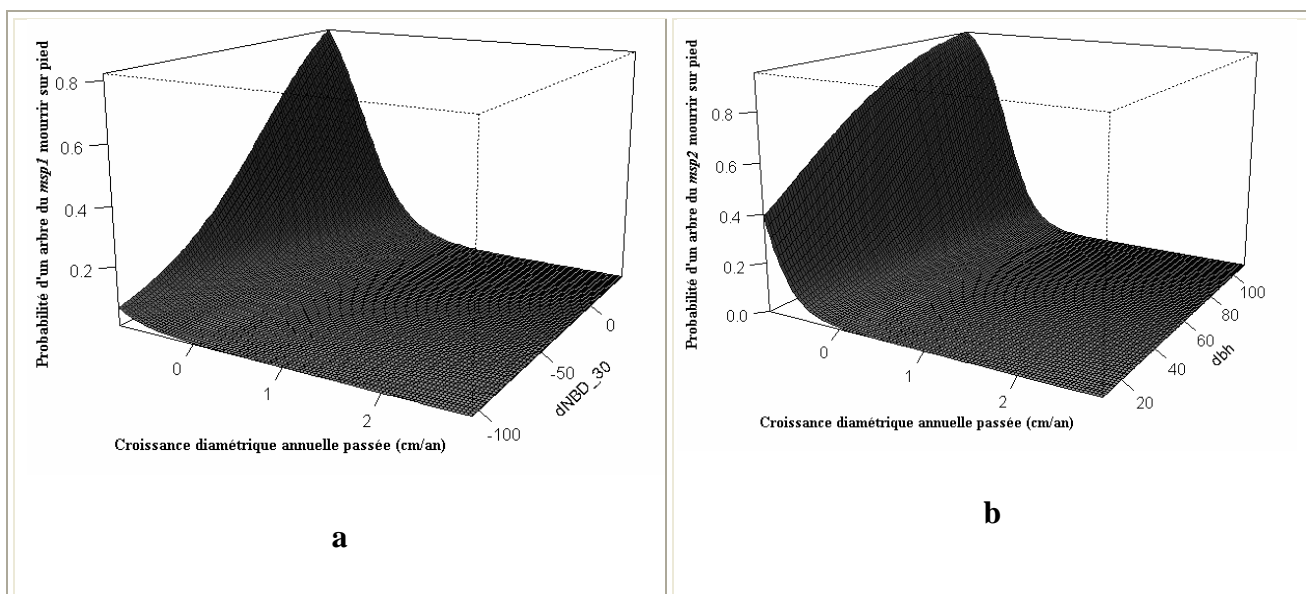 Probabilité d'un arbre du msp1 mourrir sur pied
0.8
0.6
0.4
0.2
0
1
2
-100
-50
0
dNBD_30
Croissance diamétrique annuelle passée (cm/an)
a
Probabilité d'un arbre du msp2 mourrir sur pied
0.8
0.6
0.4
0.2
0.0
0
1
2
20
40
60
80
100
dbh
Croissance diamétrique annuelle passée (cm/an)
b